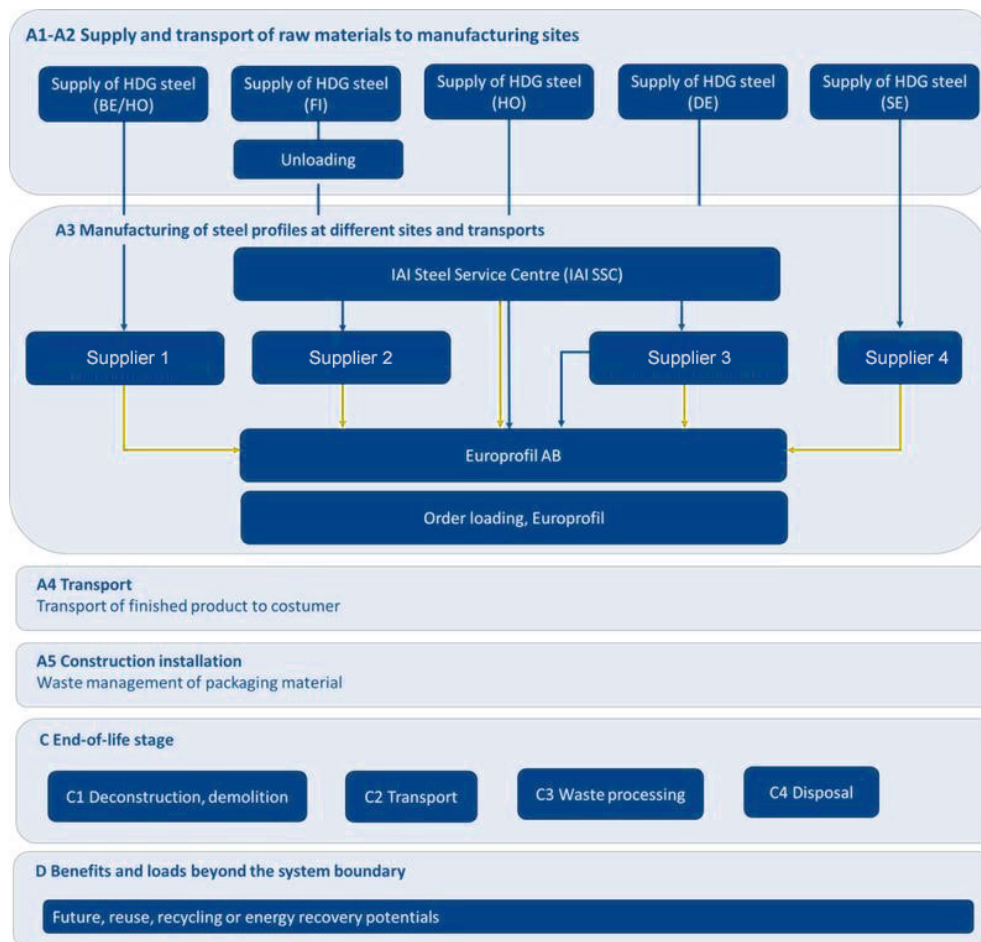 A1-A2 Supply and transport of raw materials to manufacturing sites
Supply of HDG steel
(BE/HO)
Supply of HDG steel
(FI)
Supply of HDG steel
(HO)
Supply of HDG steel
(DE)
Supply of HDG steel
(SE)
Unloading
A3 Manufacturing of steel profiles at different sites and transports
IAI Steel Service Centre (IAI SSC)
Supplier 1
Supplier 2
Supplier 3
Supplier 4
Europrofil AB
Order loading, Europrofil
A4 Transport
Transport of finished product to costumer
A5 Construction installation
Waste management of packaging material
C End-of-life stage
C1 Deconstruction, demolition
C2 Transport
C3 Waste processing
C4 Disposal
D Benefits and loads beyond the system boundary
Future, reuse, recycling or energy recovery potentials